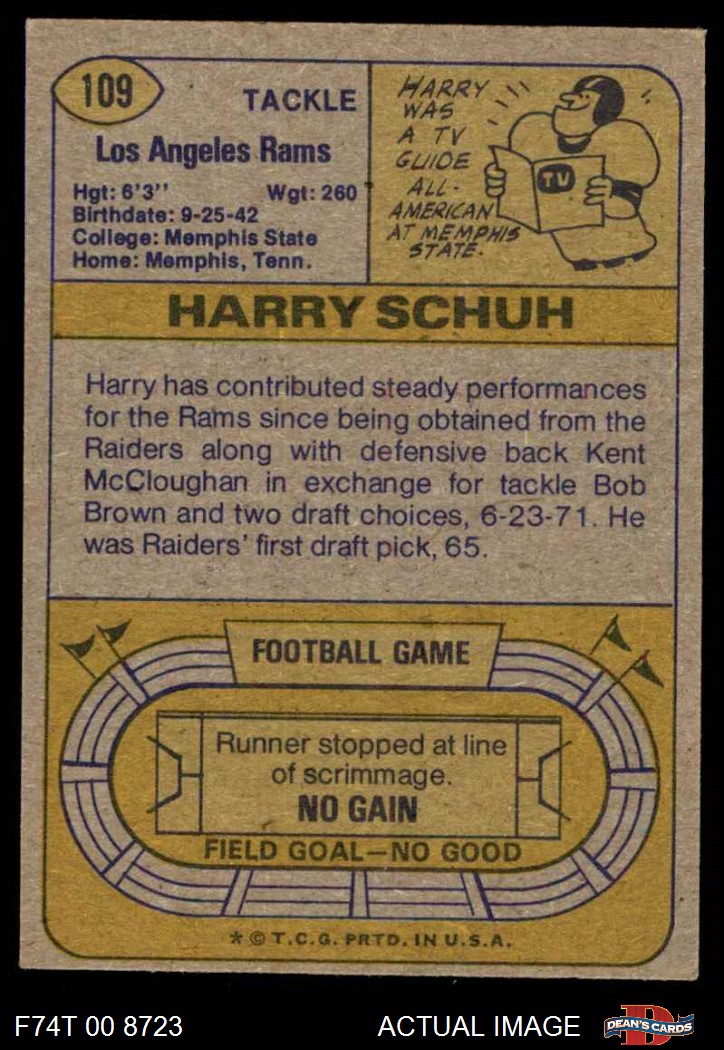 109
TACKLE
Los Angeles Rams
Hgt: 6'3'' Wgt: 260
Birthdate: 9-25-42
College: Memphis State
Home: Memphis, Tenn.
HARRY
WAS
A TV
GUIDE
ALL-
AMERICAN
AT MEMPHIS
STATE.
TV
HARRY SCHUH
Harry has contributed steady performances
for the Rams since being obtained from the
Raiders along with defensive back Kent
McCloughan in exchange for tackle Bob
Brown and two draft choices, 6-23-71. He
was Raiders' first draft pick, 65.
FOOTBALL GAME
Runner stopped at line
of scrimmage.
NO GAIN
FIELD GOAL—NO GOOD
* © T.C.G. PRTD. IN U.S.A.
F74T 00 8723 ACTUAL IMAGE
D
DEAN'S CARDS